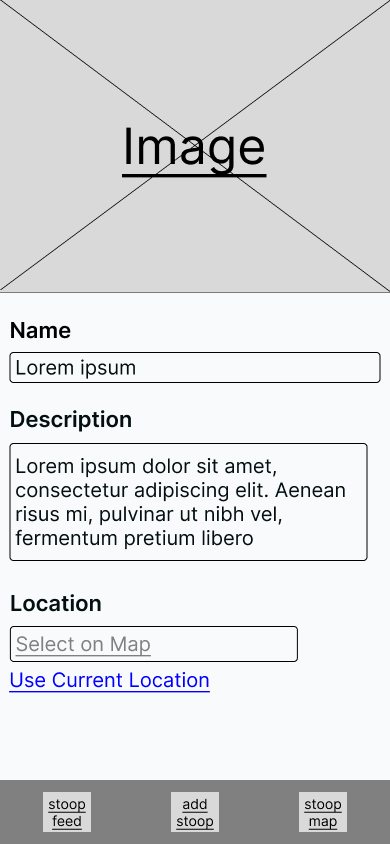 Image
Name
Lorem ipsum
Description
Lorem ipsum dolor sit amet,
consectetur adipiscing elit. Aenean
risus mi, pulvinar ut nibh vel,
fermentum pretium libero
Location
Select on Map
Use Current Location
stoop
feed
add
stoop
stoop
map